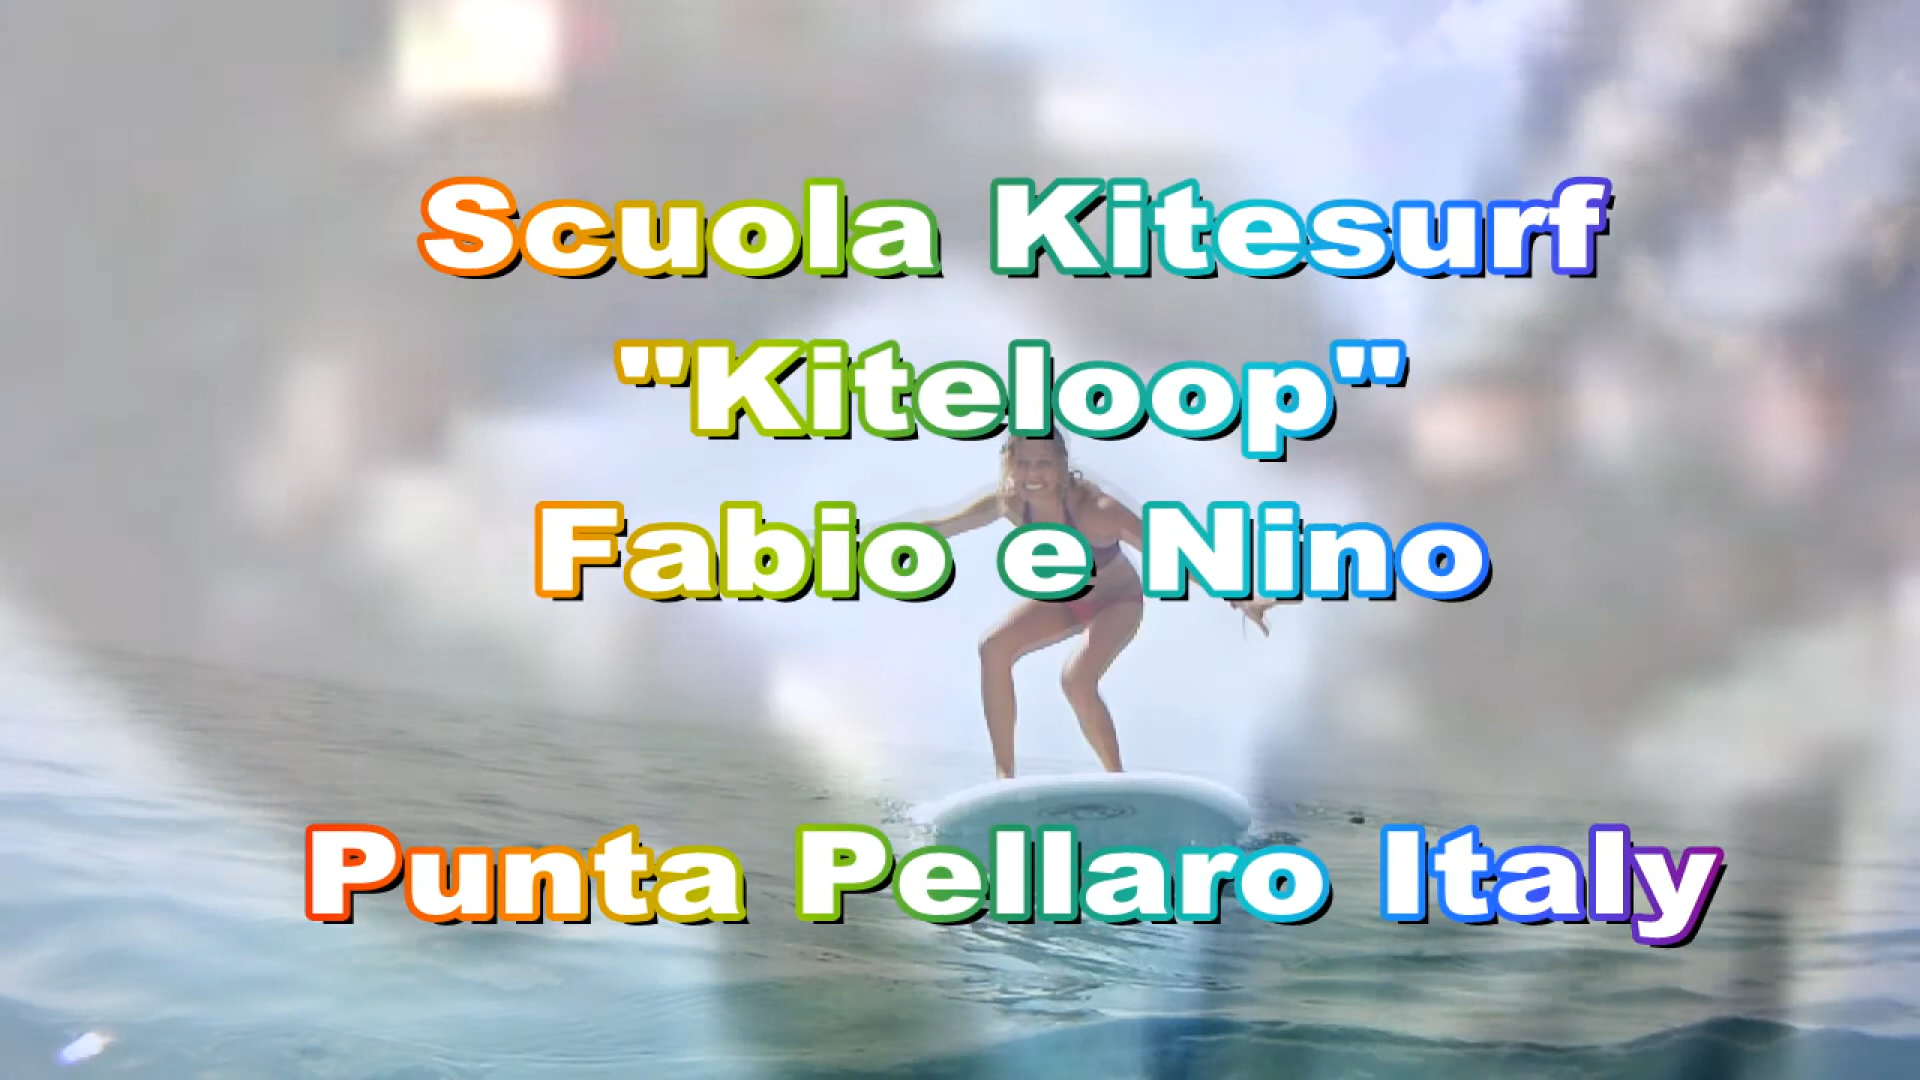 Scuola Kitesurf
"Kiteloop"
Fabio e Nino
Punta Pellaro Italy